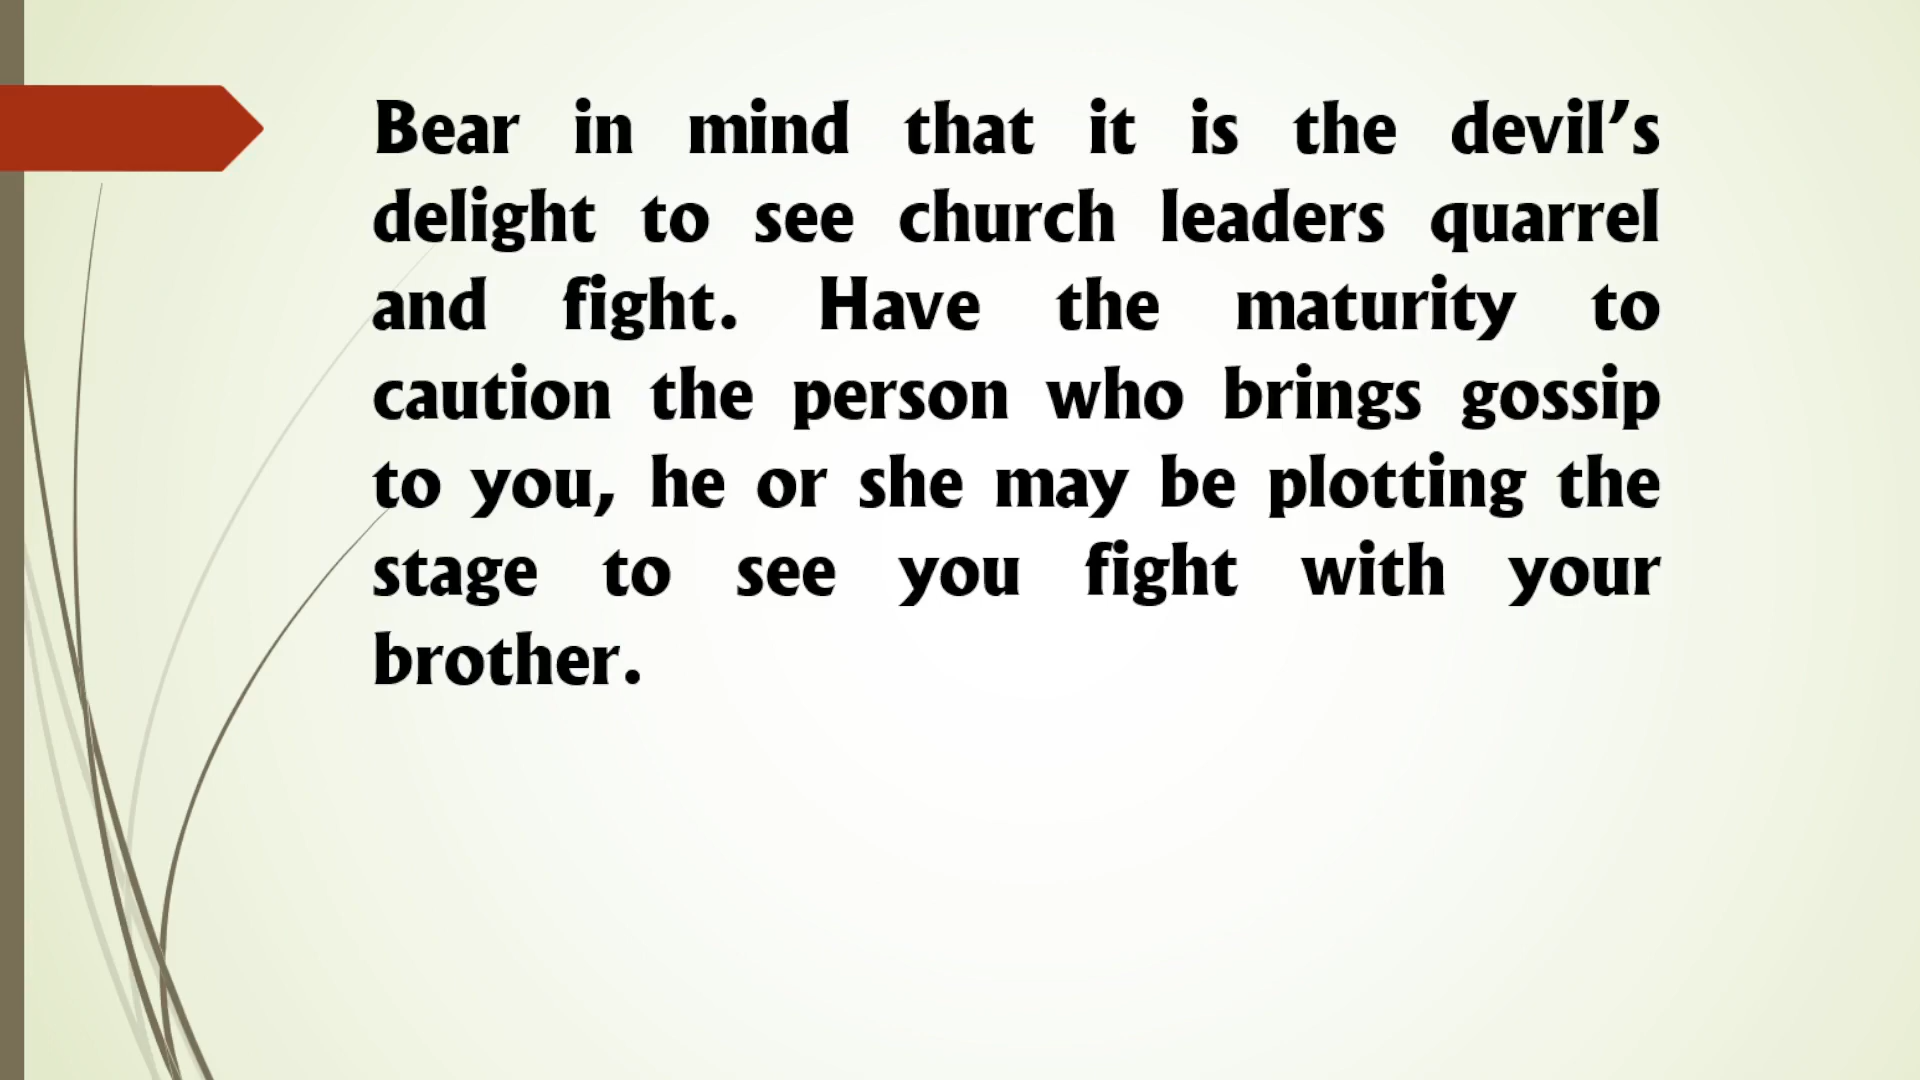 Bear in mind that it is the devil’s
delight to see church leaders quarrel
and fight. Have the maturity to
caution the person who brings gossip
to you, he or she may be plotting the
stage to see you fight with your
brother.